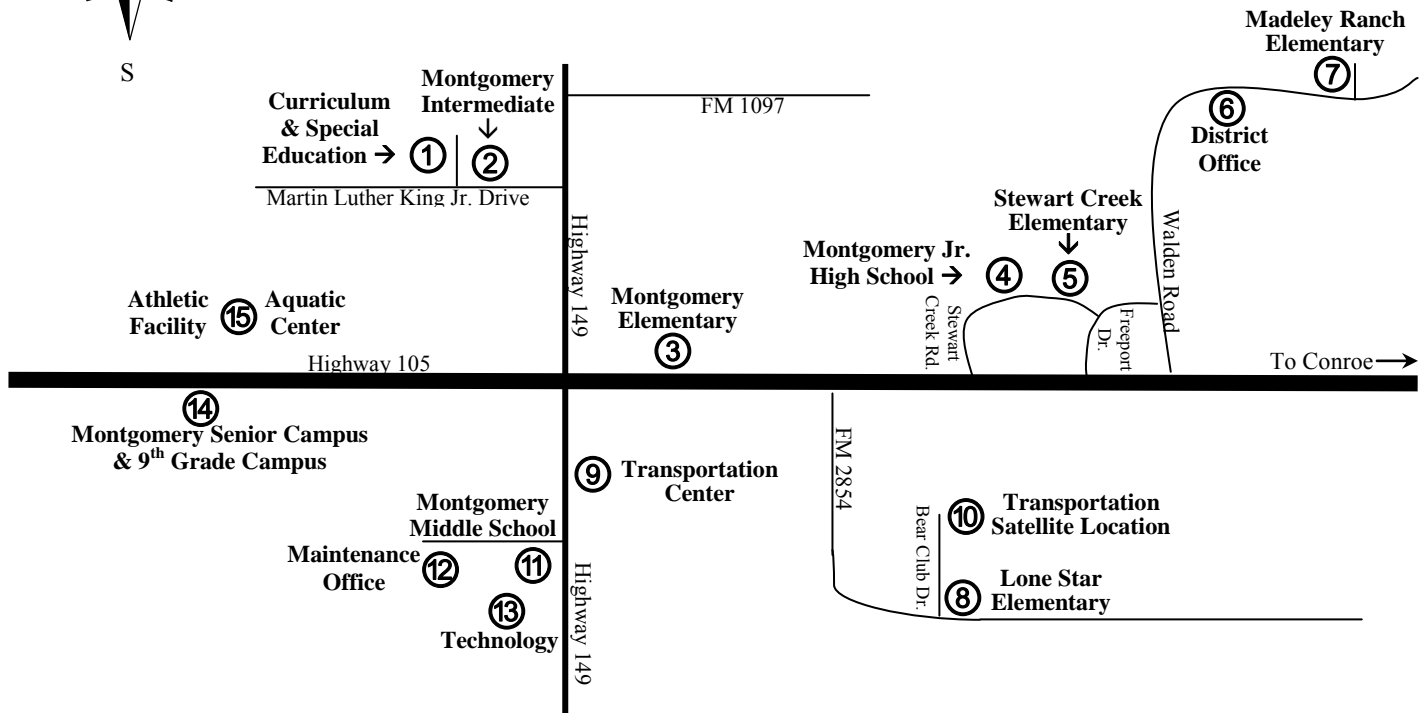 S
Madeley Ranch
Elementary
7
Montgomery
Intermediate
2
Curriculum
& Special
Education →
1
FM 1097
6
District
Office
Martin Luther King Jr. Drive
Stewart Creek
Elementary
5
Montgomery Jr.
High School →
4
Highway 149
Walden Road
Athletic
Facility
15
Aquatic
Center
Montgomery
Elementary
3
Stewart
Creek Rd.
Freeport
Dr.
Highway 105
To Conroe
14
Montgomery Senior Campus
& 9th Grade Campus
9
Transportation
Center
FM 2854
Montgomery
Middle School
11
Maintenance
Office
12
13
Technology
Highway 149
Bear Club Dr.
10
Transportation
Satellite Location
8
Lone Star
Elementary